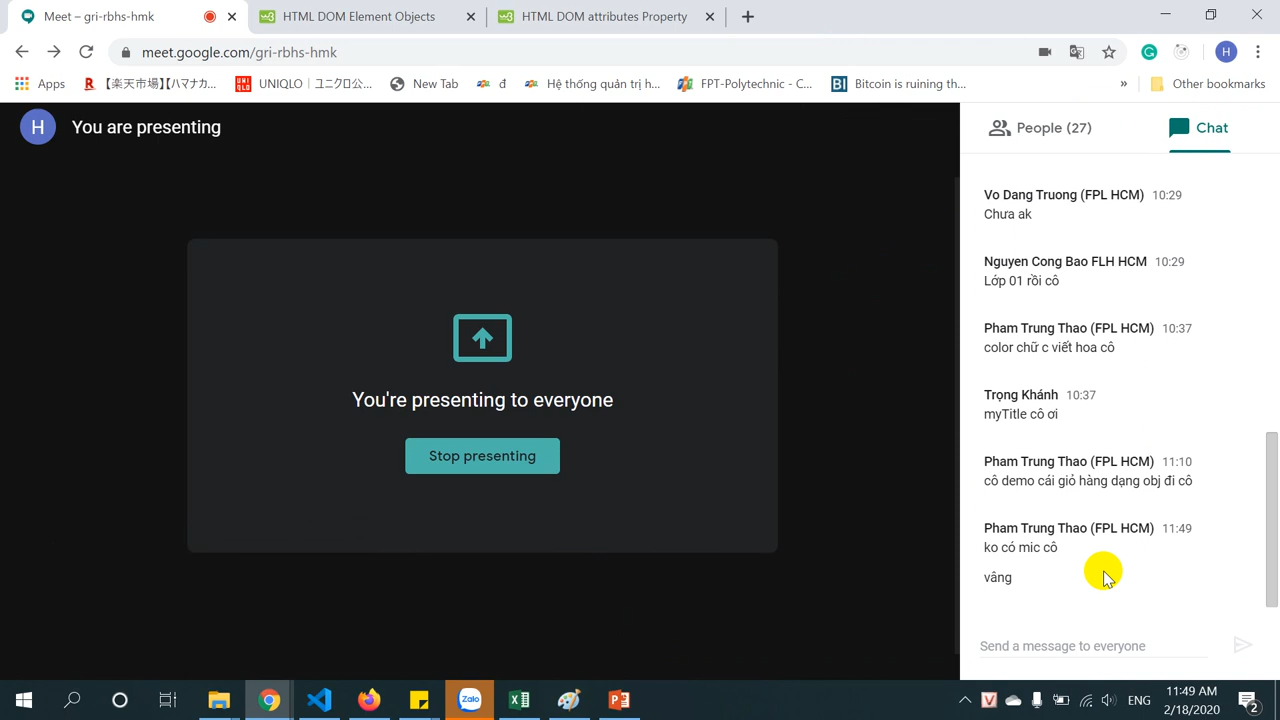 Meet – gri-rbhs-hmk
HTML DOM Element Objects
HTML DOM attributes Property
meet.google.com/gri-rbhs-hmk
H
Apps
【楽天市場】【ハマナカ...
UNIQLO｜ユニクロ公...
New Tab
đ
Hệ thống quản trị h...
FPT-Polytechnic - C...
BI
Bitcoin is ruining th...
»
Other bookmarks
H
You are presenting
People (27)
Chat
Vo Dang Truong (FPL HCM) 10:29
Chưa ak
Nguyen Cong Bao FLH HCM 10:29
Lớp 01 rồi cô
Pham Trung Thao (FPL HCM) 10:37
color chữ c viết hoa cô
Trọng Khánh 10:37
myTitle cô ơi
Pham Trung Thao (FPL HCM) 11:10
cô demo cái giỏ hàng dạng obj đi cô
Pham Trung Thao (FPL HCM) 11:49
ko có mic cô
vâng
You're presenting to everyone
Stop presenting
Send a message to everyone
Zalo
ENG
11:49 AM
2/18/2020
2